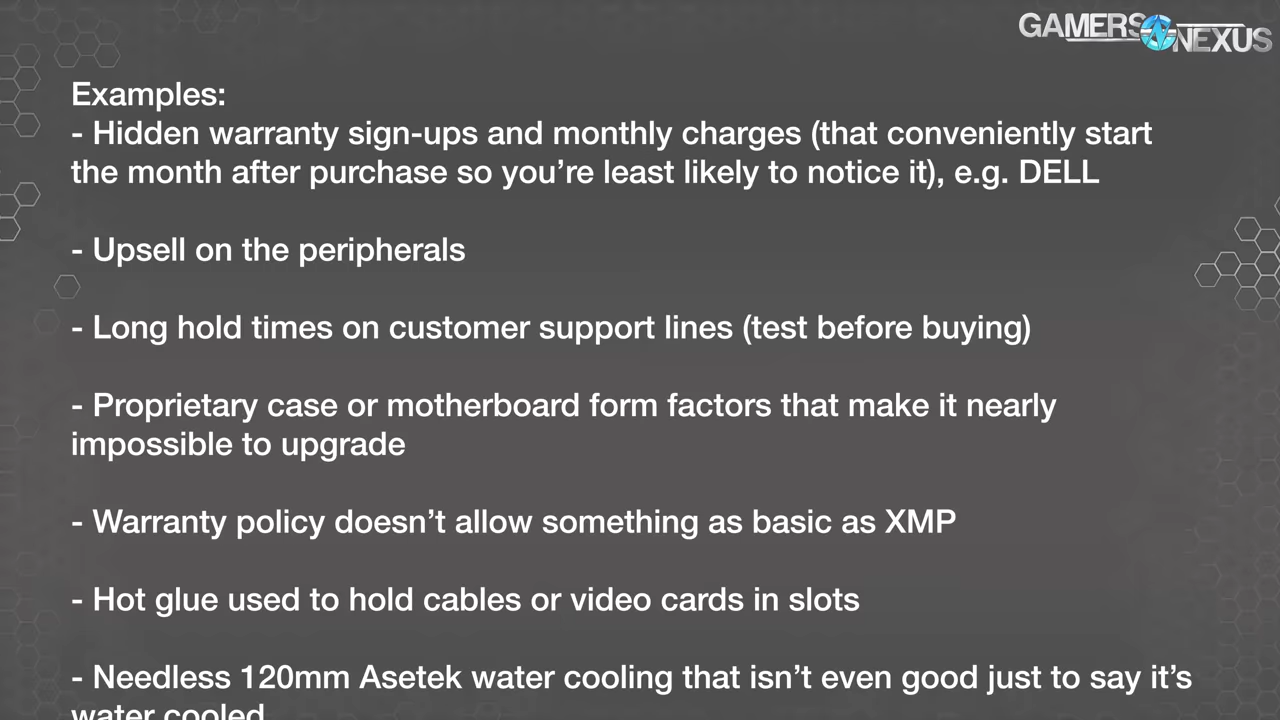 GAMERS NEXUS
Examples:
- Hidden warranty sign-ups and monthly charges (that conveniently start
the month after purchase so you’re least likely to notice it), e.g. DELL
- Upsell on the peripherals
- Long hold times on customer support lines (test before buying)
- Proprietary case or motherboard form factors that make it nearly
impossible to upgrade
- Warranty policy doesn’t allow something as basic as XMP
- Hot glue used to hold cables or video cards in slots
- Needless 120mm Asetek water cooling that isn’t even good just to say it’s
water cooled